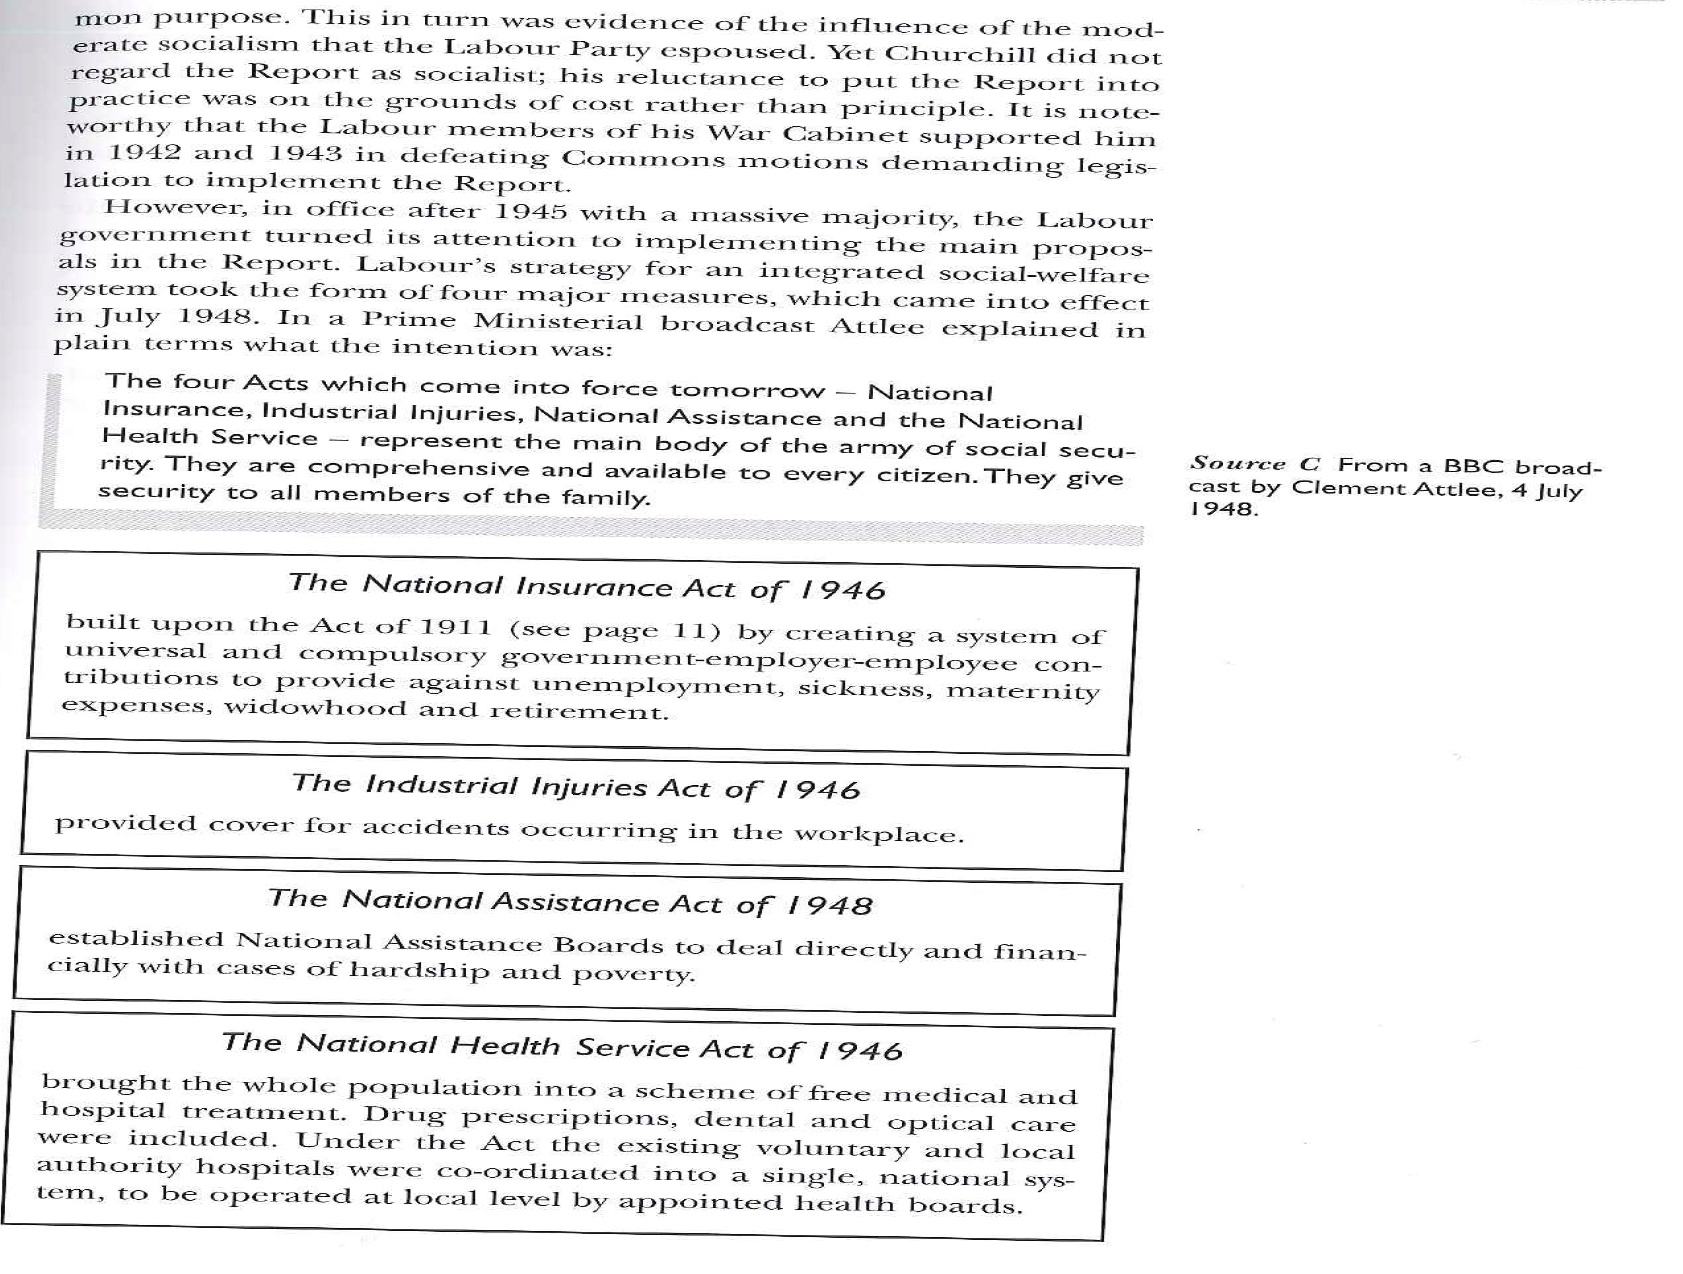 mon purpose. This in turn was evidence of the influence of the mod-
erate socialism that the Labour Party espoused. Yet Churchill did not
regard the Report as socialist; his reluctance to put the Report into
practice was on the grounds of cost rather than principle. It is note-
worthy that the Labour members of his War Cabinet supported him
in 1942 and 1943 in defeating Commons motions demanding legis-
lation to implement the Report.
However, in office after 1945 with a massive majority, the Labour
government turned its attention to implementing the main propos-
als in the Report. Labour's strategy for an integrated social-welfare
system took the form of four major measures, which came into effect
in July 1948. In a Prime Ministerial broadcast Attlee explained in
plain terms what the intention was:
The four Acts which come into force tomorrow – National
Insurance, Industrial Injuries, National Assistance and the National
Health Service – represent the main body of the army of social secu-
rity. They are comprehensive and available to every citizen. They give
security to all members of the family.
Source C From a BBC broad-
cast by Clement Attlee, 4 July
1948.
The National Insurance Act of 1946
built upon the Act of 1911 (see page 11) by creating a system of
universal and compulsory government-employer-employee con-
tributions to provide against unemployment, sickness, maternity
expenses, widowhood and retirement.
The Industrial Injuries Act of 1946
provided cover for accidents occurring in the workplace.
The National Assistance Act of 1948
established National Assistance Boards to deal directly and finan-
cially with cases of hardship and poverty.
The National Health Service Act of 1946
brought the whole population into a scheme of free medical and
hospital treatment. Drug prescriptions, dental and optical care
were included. Under the Act the existing voluntary and local
authority hospitals were co-ordinated into a single, national sys-
tem, to be operated at local level by appointed health boards.